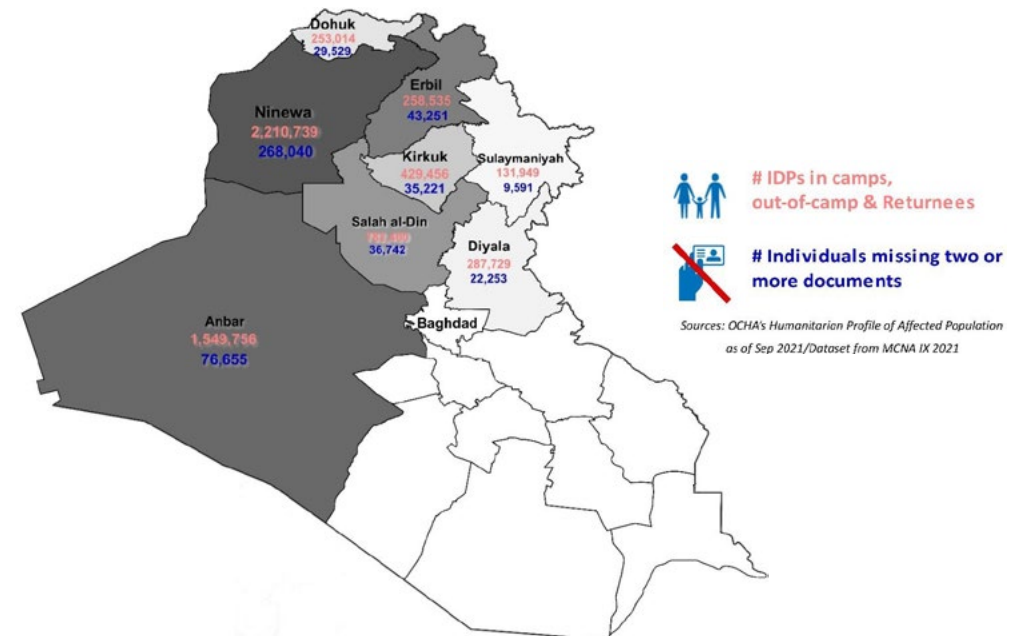 Dohuk
253,014
29,529
Erbil
258,535
43,251
Ninewa
2,210,739
268,040
Kirkuk
429,456
35,221
Sulaymaniyah
131,949
9,591
Salah al-Din
36,742
Diyala
287,729
22,253
Anbar
1,549,756
76,655
Baghdad
# IDPs in camps,
out-of-camp & Returnees
# Individuals missing two or
more documents
Sources: OCHA's Humanitarian Profile of Affected Population
as of Sep 2021/Dataset from MCNA IX 2021